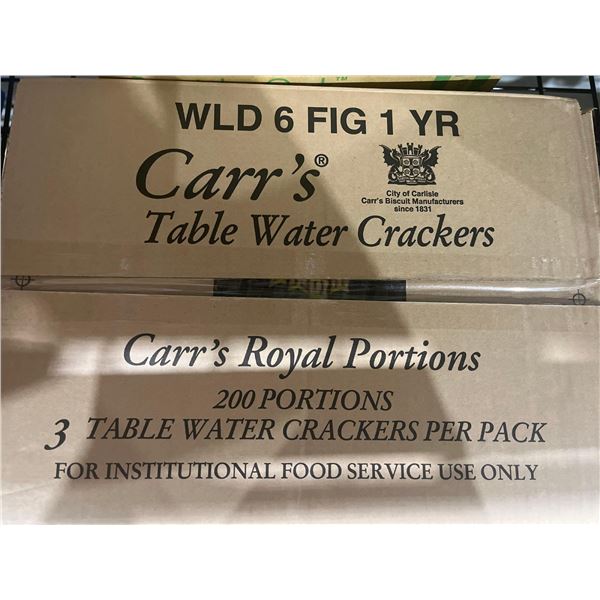 WLD 6 FIG 1 YR
Carr's®
City of Carlisle
Carr's Biscuit Manufacturers
since 1831
Table Water Crackers
Carr's Royal Portions
200 PORTIONS
3 TABLE WATER CRACKERS PER PACK
FOR INSTITUTIONAL FOOD SERVICE USE ONLY